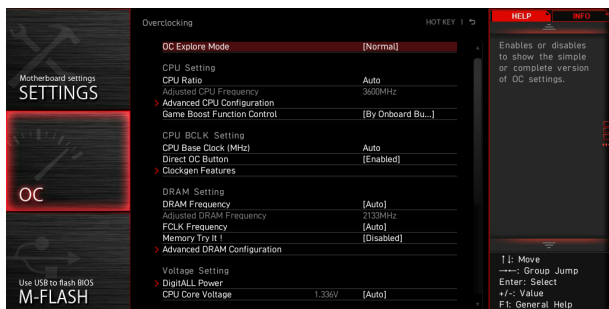 Overclocking
HOT KEY |
HELP
INFO
OC Explore Mode [Normal]
CPU Setting
CPU Ratio Auto
Adjusted CPU Frequency 3600MHz
Advanced CPU Configuration
Game Boost Function Control [By Onboard Bu...]
CPU BCLK Setting
CPU Base Clock (MHz) Auto
Direct OC Button [Enabled]
Clockgen Features
DRAM Setting
DRAM Frequency [Auto]
Adjusted DRAM Frequency 2133MHz
FCLK Frequency [Auto]
Memory Try It ! [Disabled]
Advanced DRAM Configuration
Voltage Setting
DigitALL Power
CPU Core Voltage 1.336V [Auto]
Motherboard settings
SETTINGS
OC
Use USB to flash BIOS
M-FLASH
Enables or disables
to show the simple
or complete version
of OC settings.
↑↓: Move
→←: Group Jump
Enter: Select
+/-: Value
F1: General Help